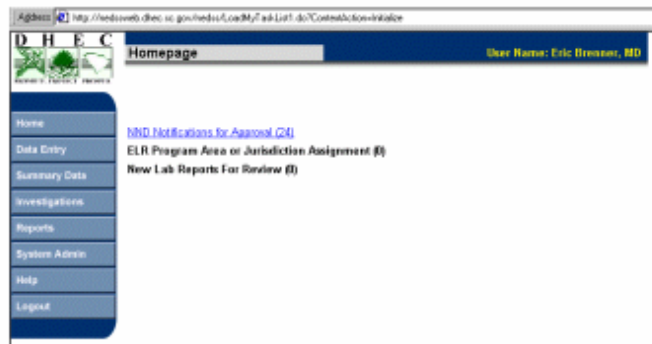 Address http://nedssweb.dhec.sc.gov/nedss/LoadMyTaskList1.do?ContextAction=Initialize
D H E C
Homepage
User Name: Eric Brenner, MD
Home
NND Notifications for Approval (24)
Data Entry
ELR Program Area or Jurisdiction Assignment (0)
Summary Data
New Lab Reports For Review (0)
Investigations
Reports
System Admin
Help
Logout